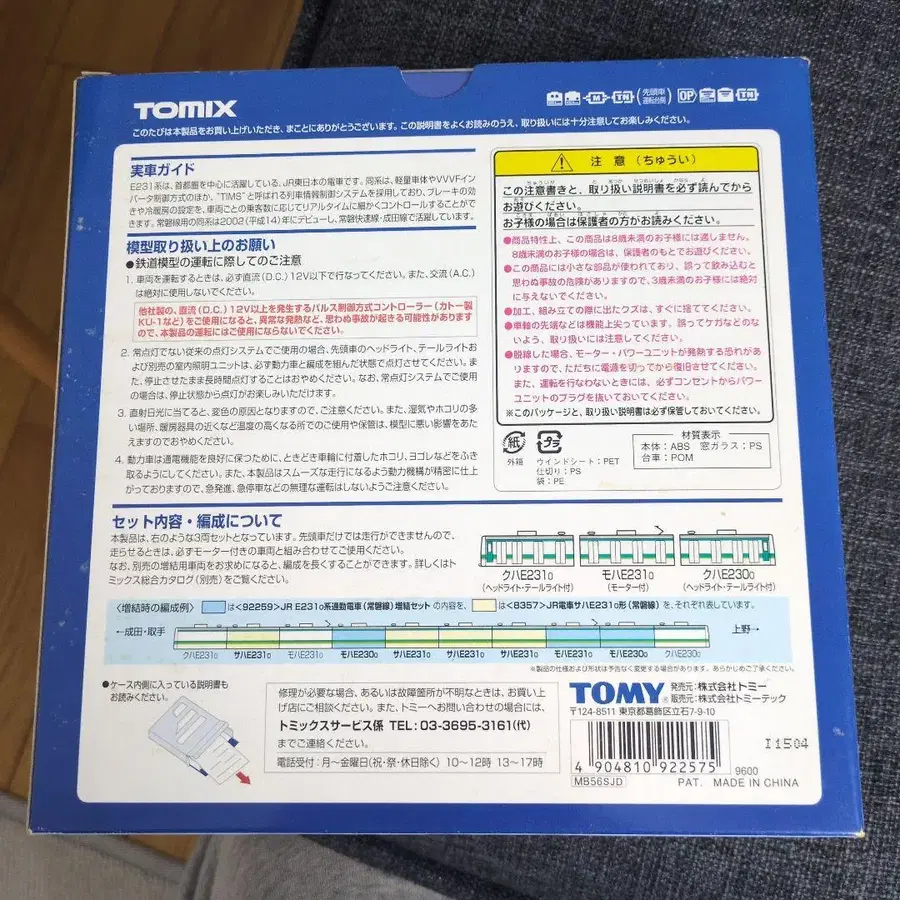 TOMIX
M TN (先頭車 運転台側) OP TN
このたびは本製品をお買い上げいただき、まことにありがとうございます。この説明書をよくお読みのうえ、取り扱いには十分注意してお楽しみください。
実車ガイド
E231系は、首都圏を中心に活躍している、JR東日本の電車です。同系は、軽量車体やVVVFイン
バータ制御方式のほか、"TIMS"と呼ばれる列車情報制御システムを採用しており、ブレーキの効
きや冷暖房の設定を、車両ごとの乗客数に応じてリアルタイムに細かくコントロールすることがで
きます。常磐線用の同系は2002(平成14)年にデビューし、常磐快速線・成田線で活躍しています。
模型取り扱い上のお願い
●鉄道模型の運転に際してのご注意
1. 車両を運転するときは、必ず直流(D.C.)12V以下で行なってください。また、交流(A.C.)
は絶対に使用しないでください。
他社製の、直流(D.C.)12V以上を発生するパルス制御方式コントローラー(カトー製
KU-1など)をご使用になると、異常な発熱など、思わぬ事故が起きる可能性があります
ので、本製品の運転にはご使用にならないでください。
2. 常点灯でない従来の点灯システムでご使用の場合、先頭車のヘッドライト、テールライトお
よび別売の室内照明ユニットは、必ず動力車と編成を組んだ状態で点灯させてください。ま
た、停止させたまま長時間点灯することはおやめください。なお、常点灯システムでご使用
の場合は、停止状態から点灯がお楽しみいただけます。
3. 直射日光に当てると、変色の原因となりますので、ご注意ください。また、湿気やホコリの多
い場所、暖房器具の近くなど温度の高くなる所でのご使用や保管は、模型に悪い影響をあた
えますのでおやめください。
4. 動力車は通電機能を良好に保つために、ときどき車輪に付着したホコリ、ヨゴレなどをふき
取るようにしてください。また、本製品はスムーズな走行になるよう動力機構が精密に仕上
がっておりますので、急発進、急停車などの無理な運転はしないようご注意ください。
注意(ちゅうい)
この注意書きと、取り扱い説明書を必ず読んでから
お遊びください。
お子様の場合は保護者の方がお読みください。
●商品特性上、この商品は8歳未満のお子様には適しません。
8歳未満のお子様の場合は、保護者のもとでお遊びください。
●この商品には小さな部品が使われており、誤って飲み込むと
思わぬ事故の危険がありますので、3歳未満のお子様には絶対
に与えないでください。
●加工、組み立ての際に出たクズは、すぐに捨ててください。
●車軸の先端などは機能上尖っています。誤ってケガなどのな
いよう、取り扱いには注意してください。
●脱線した場合、モーター・パワーユニットが発熱する恐れがあ
りますので、ただちに電源を切ってから復旧させてください。
また、運転を行なわないときには、必ずコンセントからパワー
ユニットのプラグを抜いておいてください。
※このパッケージと、取り扱い説明書は必ず保管しておいてください。
紙
外箱
プラ
ウインドシート:PET
仕切り:PS
袋:PE
材質表示
本体:ABS 窓ガラス:PS
台車:POM
セット内容・編成について
本製品は、右のような3両セットとなっています。先頭車だけでは走行ができませんので、
走らせるときは、必ずモーター付きの車両と組み合わせてご使用ください。
なお、別売の増結用車両をお求めになると、編成を長くすることができます。詳しくはト
ミックス総合カタログ(別売)をご覧ください。
クハE231₀ モハE231₀ クハE230₀
(ヘッドライト・テールライト付) (モーター付) (ヘッドライト・テールライト付)
〈増結時の編成例〉 は<92259>JR E231₀系通勤電車(常磐線)増結セットの内容を、 は<8357>JR電車サハE231₀形(常磐線)を、それぞれ表しています。
←成田・取手 上野→
クハE231₀ サハE231₀ モハE231₀ モハE230₀ サハE231₀ サハE231₀ サハE231₀ モハE231₀ モハE230₀ クハE230₀
※製品の仕様および形状は予告なく変更する場合があります。あらかじめご了承ください。
●ケース内側に入っている説明書も
お読みください。
修理が必要な場合、あるいは故障箇所が不明なときは、お買い上
げ店にご相談ください。また、トミーへお問い合わせの場合には、
トミックスサービス係 TEL:03-3695-3161(代)
までご連絡ください。
電話受付:月〜金曜日(祝・祭・休日除く) 10〜12時 13〜17時
TOMY 発売元:株式会社トミー
販売元:株式会社トミーテック
〒124-8511 東京都葛飾区立石7-9-10
I1504
4 904810 922575
9600
MB56SJD
PAT. MADE IN CHINA